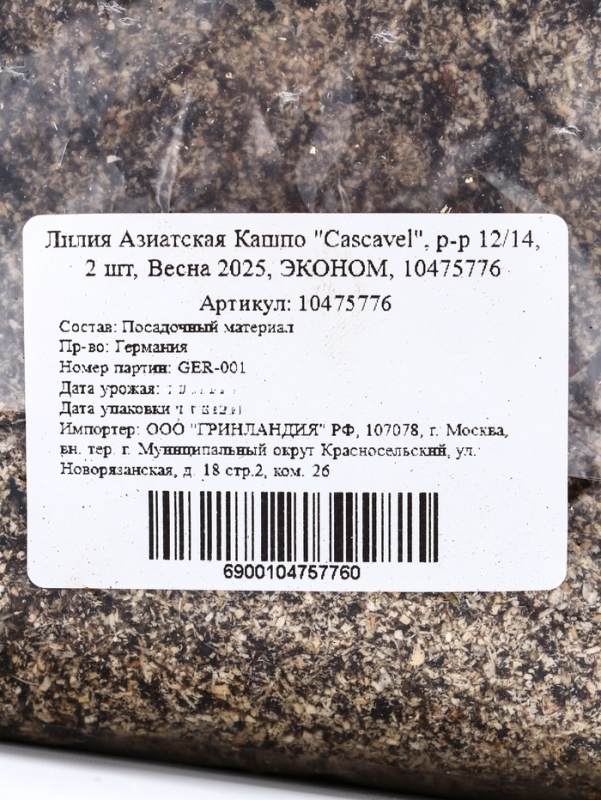 Лилия Азиатская Кашпо "Cascavel", р-р 12/14,
2 шт, Весна 2025, ЭКОНОМ, 10475776
Артикул: 10475776
Состав: Посадочный материал
Пр-во: Германия
Номер партии: GER-001
Дата урожая:
Дата упаковки
Импортер: ООО "ГРИНЛАНДИЯ" РФ, 107078, г. Москва,
вн. тер. г. Муниципальный округ Красносельский, ул.
Новорязанская, д. 18 стр.2, ком. 26
6900104757760